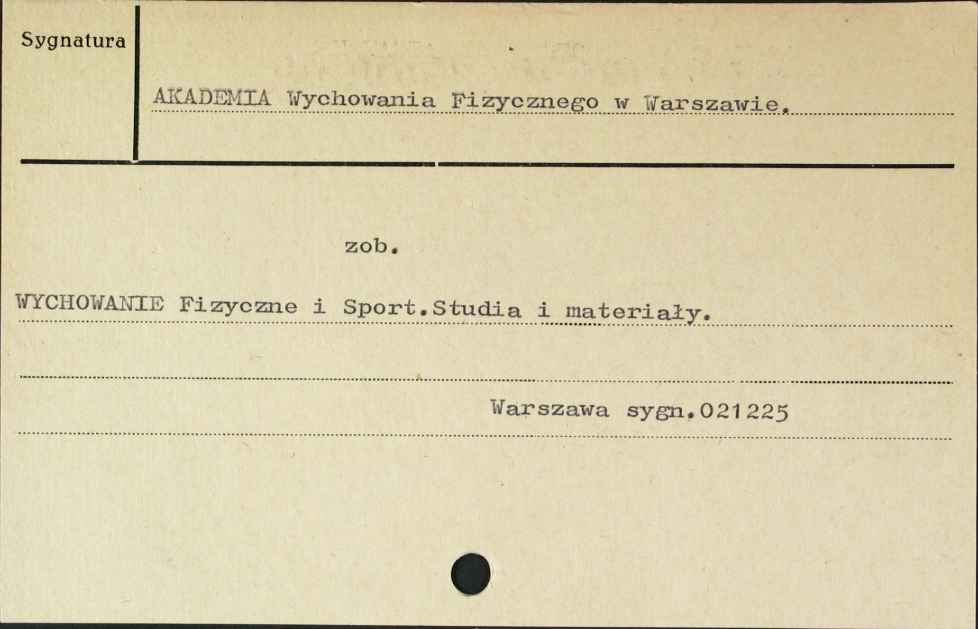 Sygnatura
AKADEMIA Wychowania Fizycznego w Warszawie.
zob.
WYCHOWANIE Fizyczne i Sport.Studia i materiały.
Warszawa sygn.021225